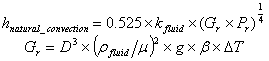 h_natural_convection = 0.525 × k_fluid × (G_r × P_r)^(1/4)
G_r = D^3 × (ρ_fluid/μ)^2 × g × β × ΔT